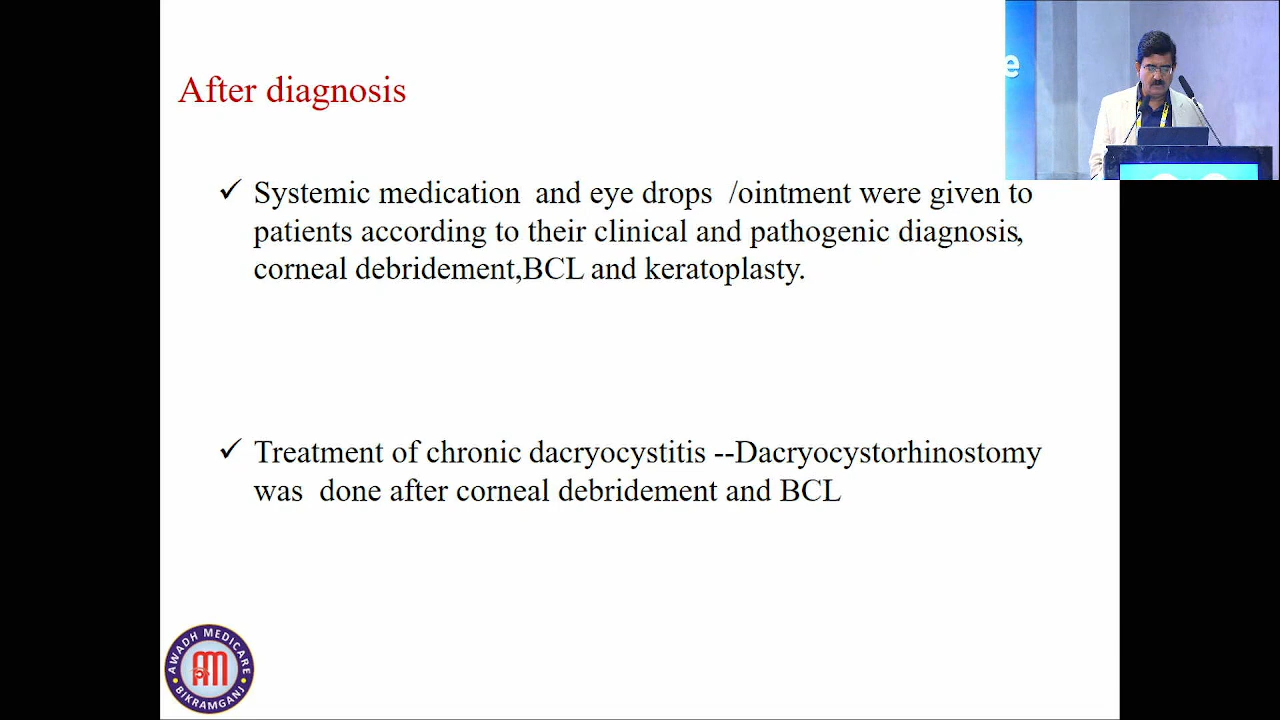 After diagnosis
✓ Systemic medication and eye drops /ointment were given to
patients according to their clinical and pathogenic diagnosis,
corneal debridement,BCL and keratoplasty.
✓ Treatment of chronic dacryocystitis --Dacryocystorhinostomy
was done after corneal debridement and BCL
AWADH MEDICARE
AM
BIKRAMGANJ
e